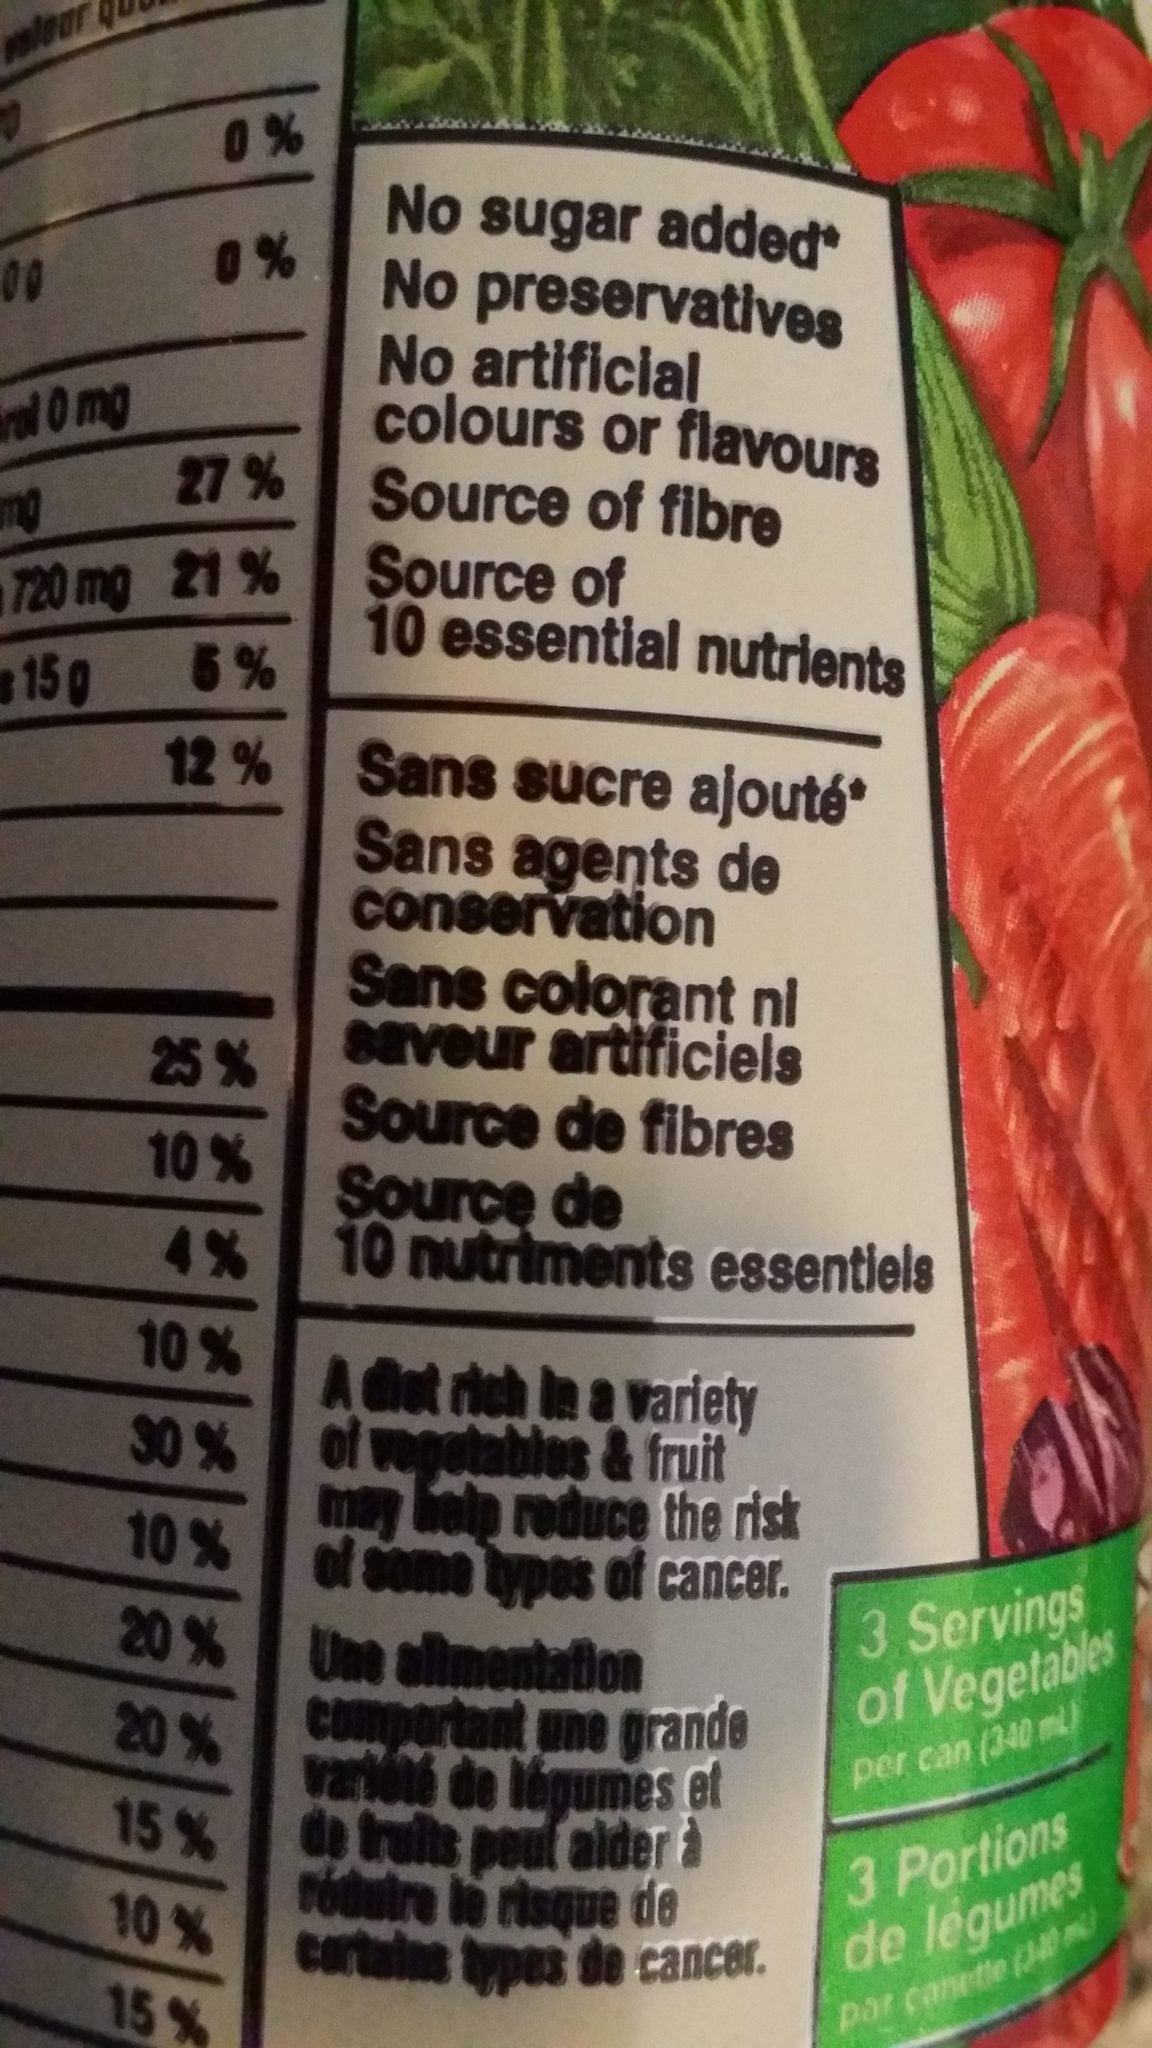 valeur
0 %
0 g
0 %
0 mg
mg 27 %
720 mg 21 %
15 g 5 %
12 %
25 %
10 %
4 %
10 %
30 %
10 %
20 %
20 %
15 %
10 %
15 %
No sugar added*
No preservatives
No artificial
colours or flavours
Source of fibre
Source of
10 essential nutrients
Sans sucre ajouté*
Sans agents de
conservation
Sans colorant ni
saveur artificiels
Source de fibres
Source de
10 nutriments essentiels
A diet rich in a variety
of vegetables & fruit
may help reduce the risk
of some types of cancer.
Une alimentation
comportant une grande
variété de légumes et
de fruits peut aider à
réduire le risque de
certains types de cancer.
3 Servings
of Vegetables
per can (340 mL)
3 Portions
de légumes
par canette (340 mL)